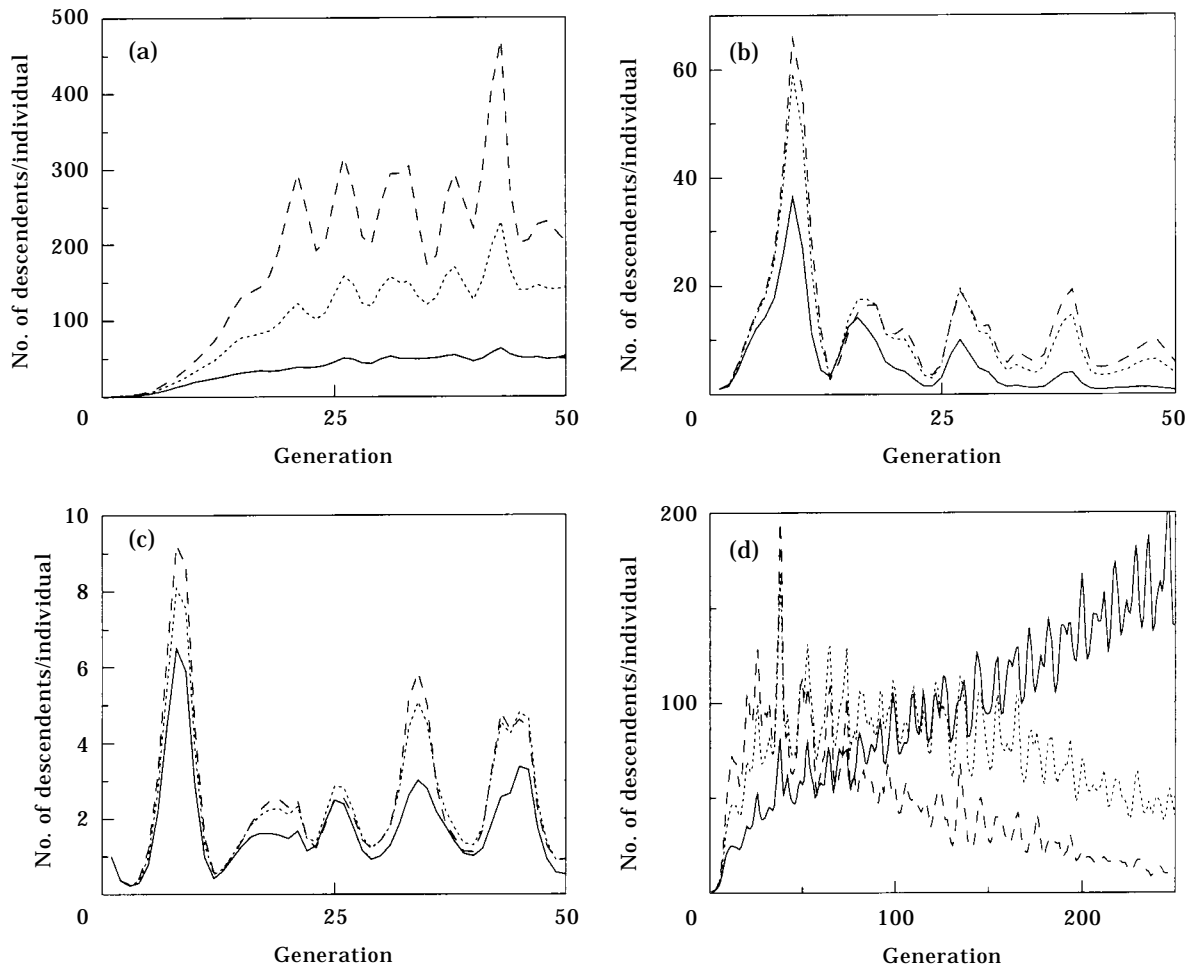 500
400
300
200
100
0
25
50
No. of descendents/individual
Generation
(a)
60
40
20
0
25
50
No. of descendents/individual
Generation
(b)
10
8
6
4
2
0
25
50
No. of descendents/individual
Generation
(c)
200
100
0
100
200
No. of descendents/individual
Generation
(d)